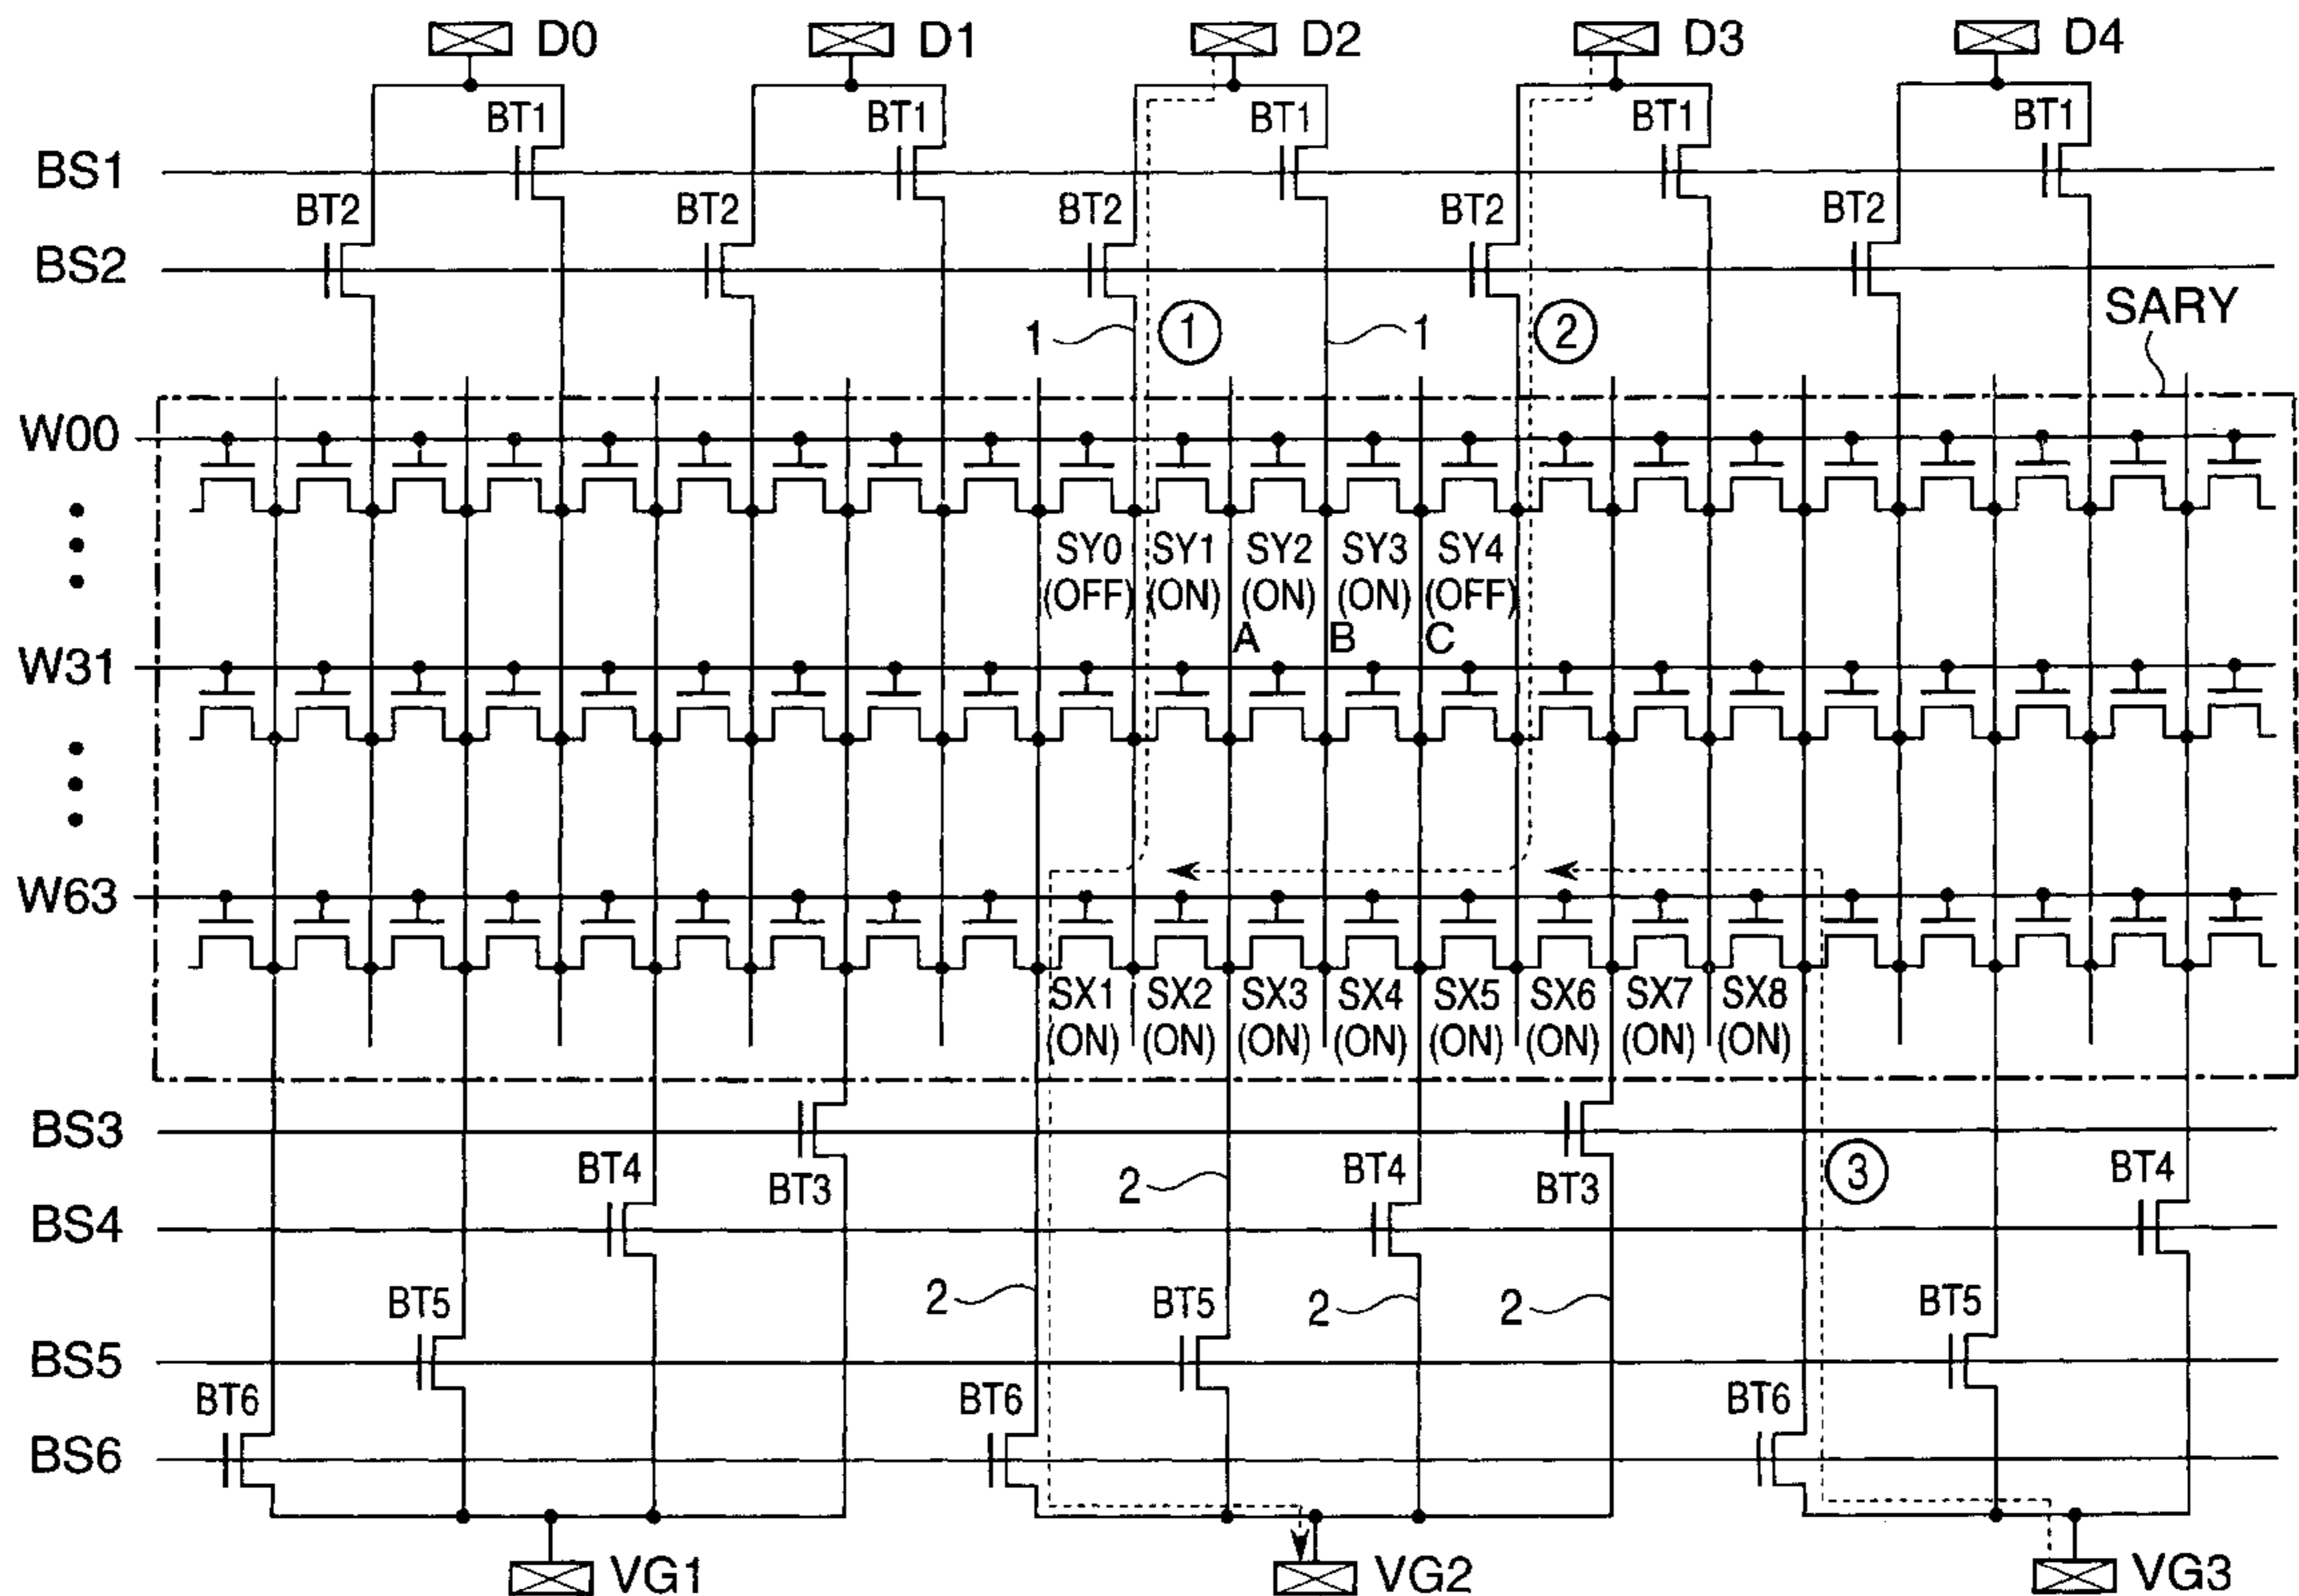 D0 D1 D2 D3 D4
BT1 BT1 BT1 BT1 BT1
BS1
BT2 BT2 BT2 BT2 BT2
BS2
SARY
1 ① 1 ②
W00
SY0 SY1 SY2 SY3 SY4
(OFF) (ON) (ON) (ON) (OFF)
A B C
W31
W63
SX1 SX2 SX3 SX4 SX5 SX6 SX7 SX8
(ON) (ON) (ON) (ON) (ON) (ON) (ON) (ON)
BS3
BT4 BT3 2 BT4 BT3 ③ BT4
BS4
BT5 2 BT5 2 2 BT5
BS5
BT6 BT6 BT6
BS6
VG1 VG2 VG3